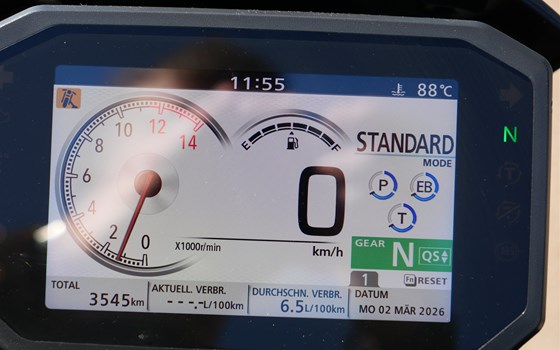 11:55
88°C
0 2 4 6 8 10 12 14
X1000r/min
E F
0
km/h
STANDARD
MODE
P EB
T
N
GEAR N QS
1
Fn RESET
TOTAL
3545km
AKTUELL. VERBR.
---.-L/100km
DURCHSCHN. VERBR.
6.5L/100km
DATUM
MO 02 MÄR 2026